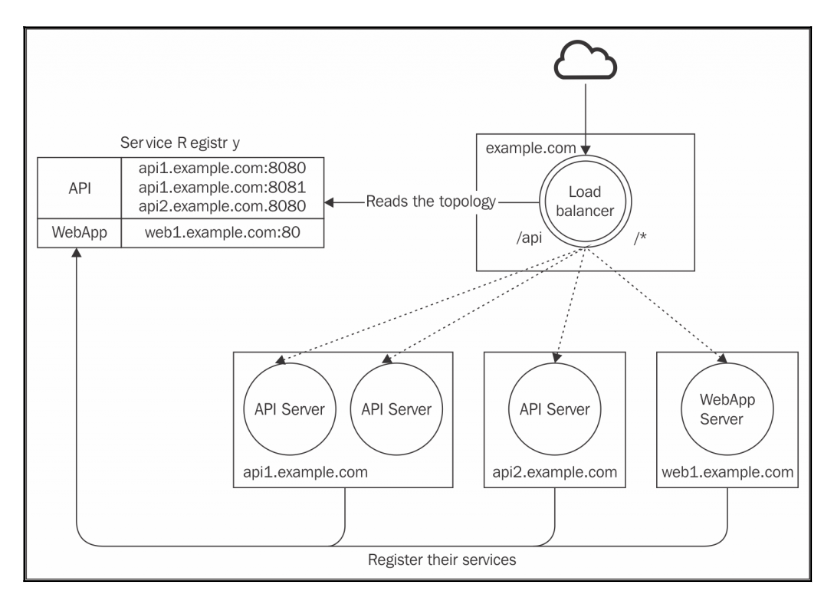 Service R egistr y
API
api1.example.com:8080
api1.example.com:8081
api2.example.com.8080
WebApp
web1.example.com:80
Reads the topology
example.com
Load
balancer
/api
/*
API Server
API Server
api1.example.com
API Server
api2.example.com
WebApp
Server
web1.example.com
Register their services